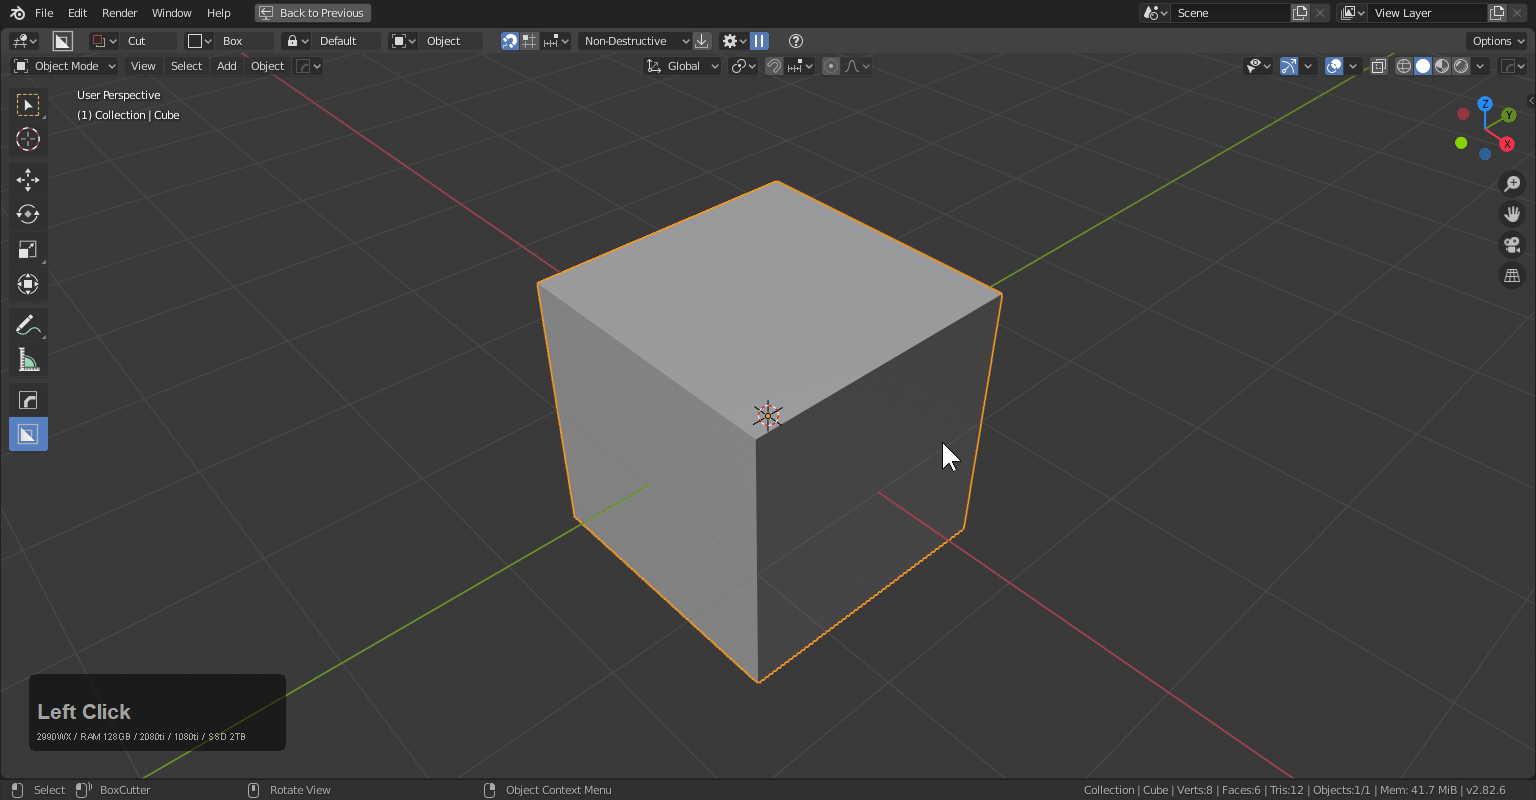 File Edit Render Window Help Back to Previous Scene View Layer
Cut Box Default Object Non-Destructive Options
Object Mode View Select Add Object Global
User Perspective
(1) Collection | Cube
Z
Y
X
Left Click
2990WX / RAM 128GB / 2080ti / 1080ti / SSD 2TB
Select BoxCutter Rotate View Object Context Menu Collection | Cube | Verts:8 | Faces:6 | Tris:12 | Objects:1/1 | Mem: 41.7 MiB | v2.82.6